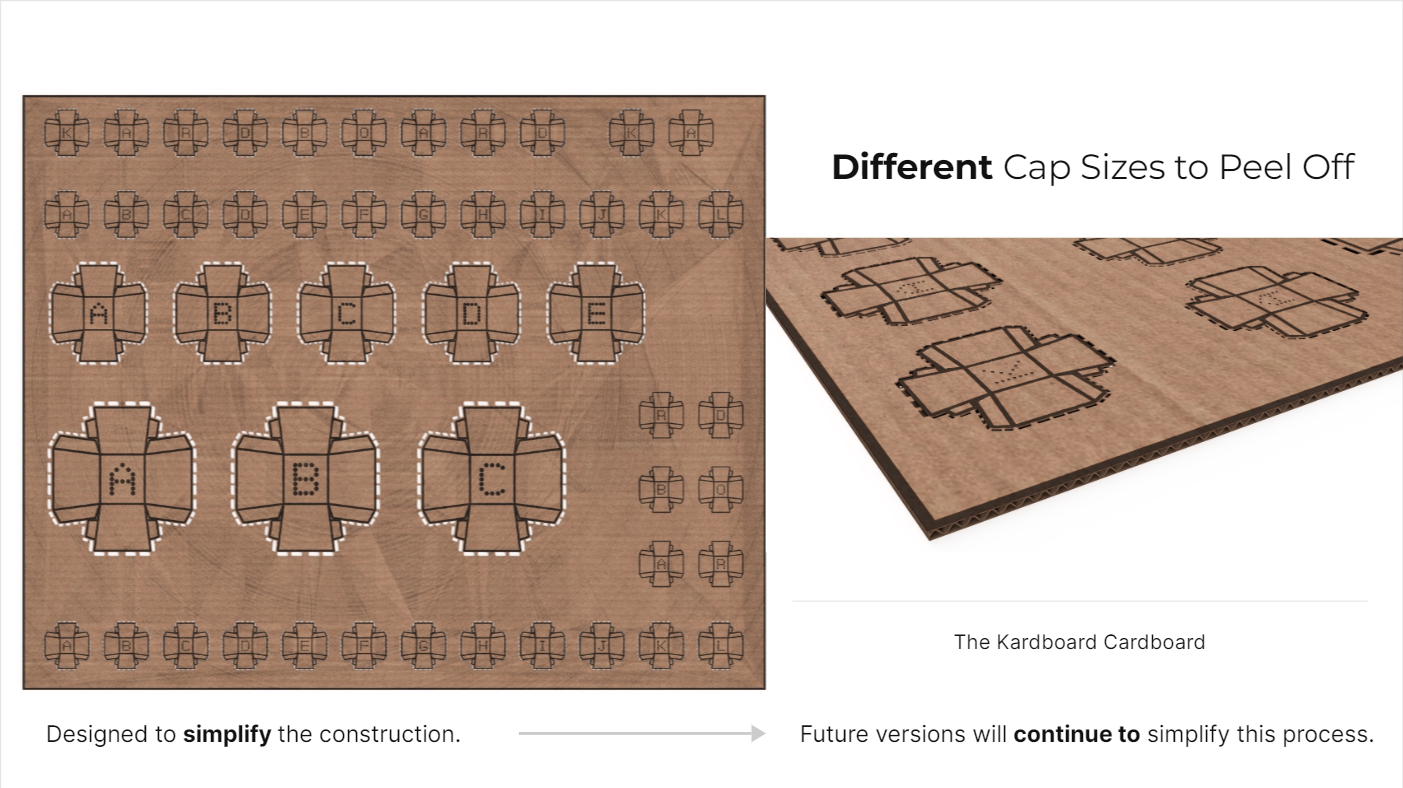 K A R D B O A R D K A
Different Cap Sizes to Peel Off
A B C D E F G H I J K L
A B C D E
R D
A B C
B O
A R
The Kardboard Cardboard
A B C D E F G H I J K L
Designed to simplify the construction.
Future versions will continue to simplify this process.